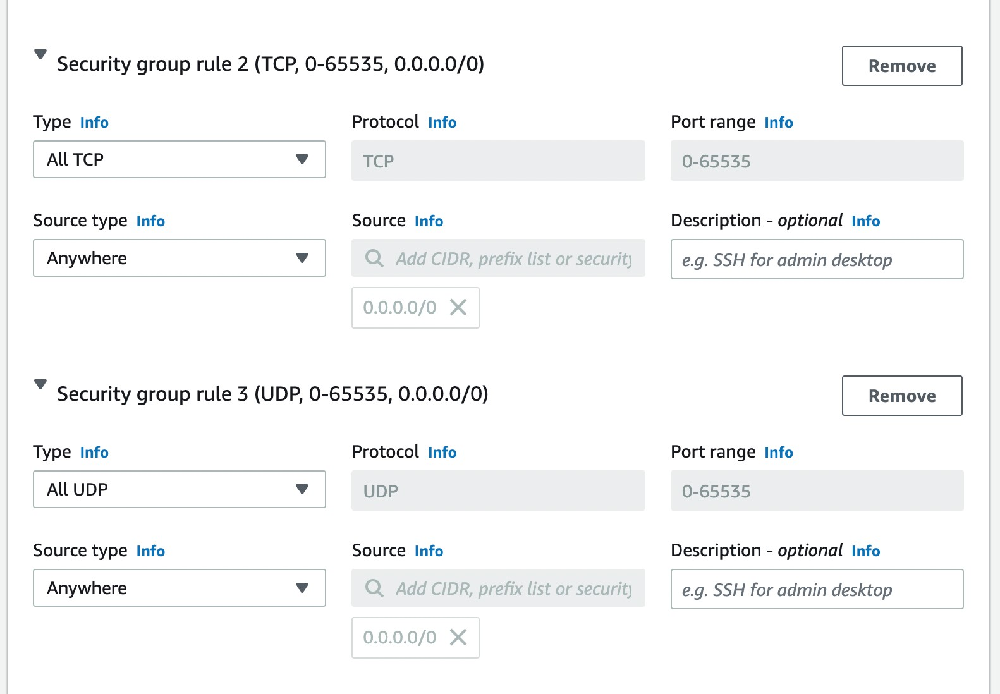 Security group rule 2 (TCP, 0-65535, 0.0.0.0/0)
Remove
Type Info
Protocol Info
Port range Info
All TCP
TCP
0-65535
Source type Info
Source Info
Description - optional Info
Anywhere
Add CIDR, prefix list or security
e.g. SSH for admin desktop
0.0.0.0/0
Security group rule 3 (UDP, 0-65535, 0.0.0.0/0)
Remove
Type Info
Protocol Info
Port range Info
All UDP
UDP
0-65535
Source type Info
Source Info
Description - optional Info
Anywhere
Add CIDR, prefix list or security
e.g. SSH for admin desktop
0.0.0.0/0